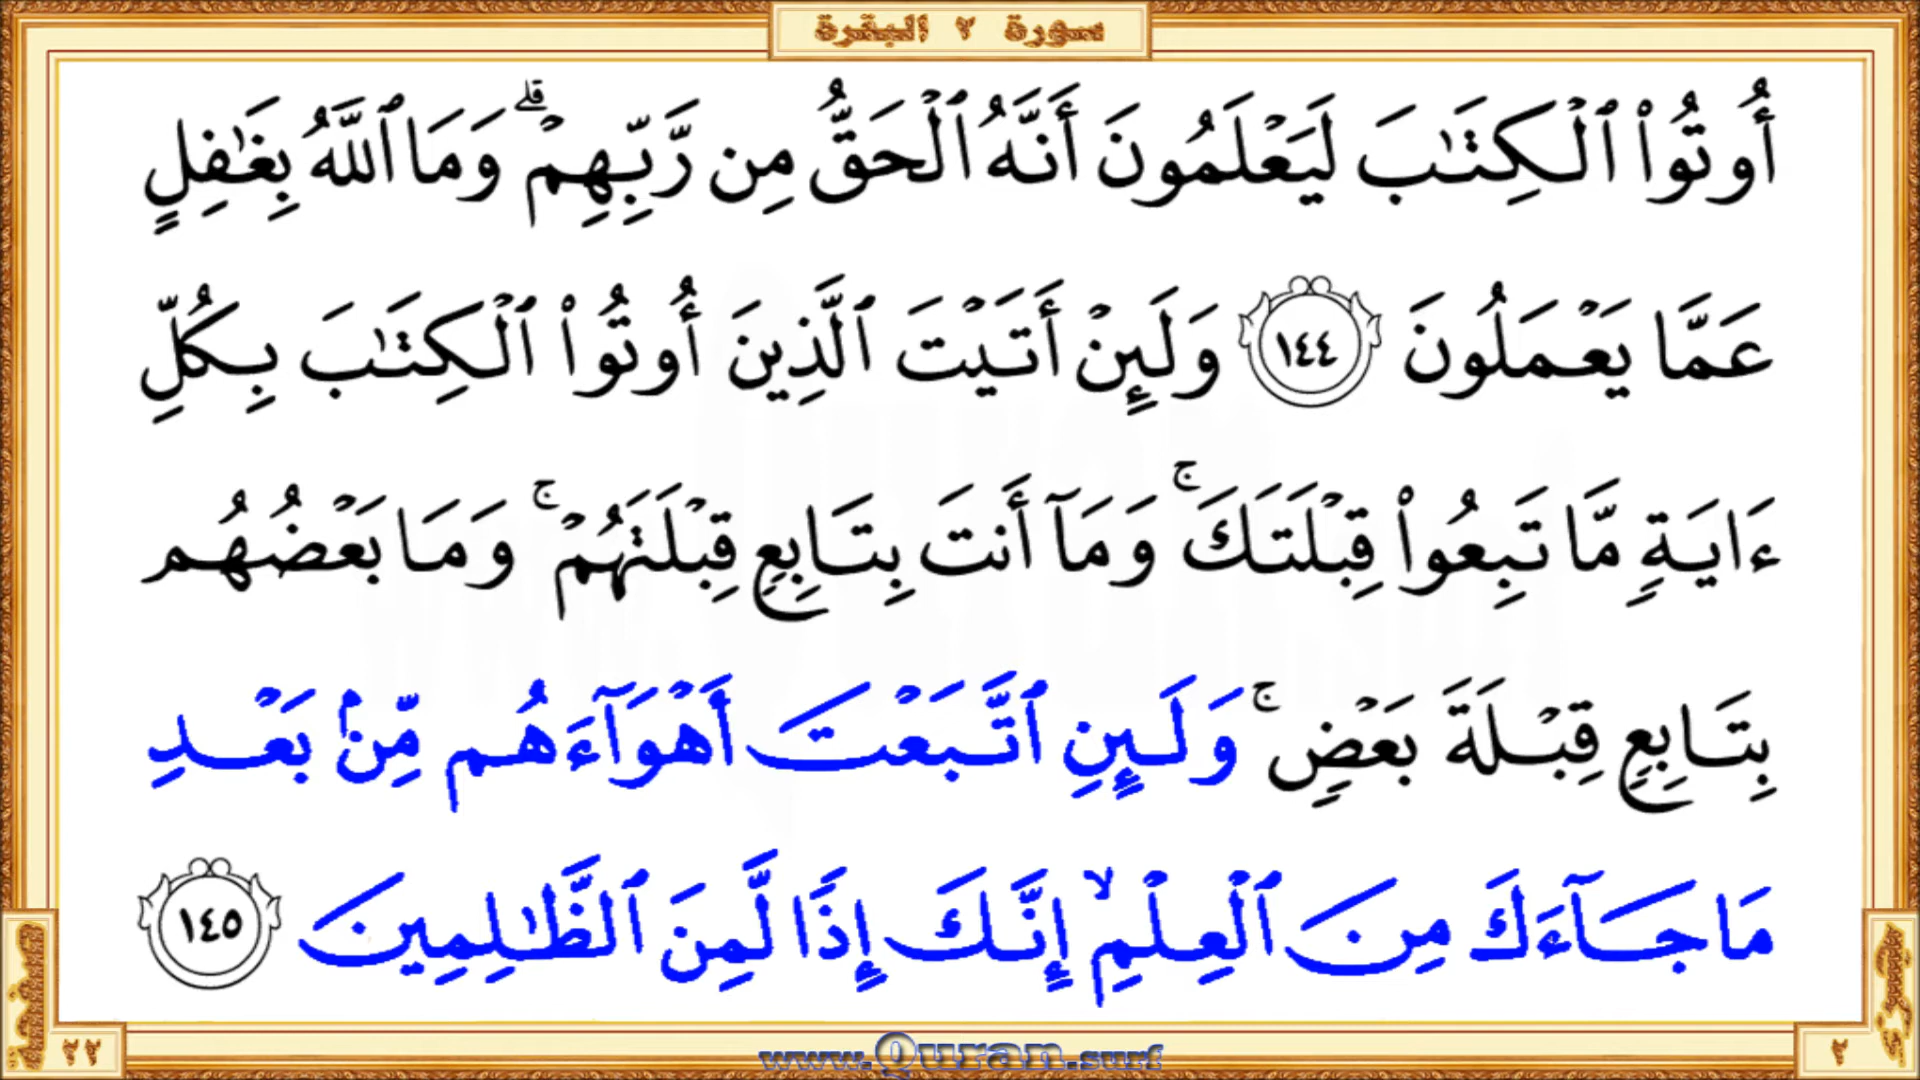 سورة ٢ البقرة
أُوتُوا۟ ٱلْكِتَـٰبَ لَيَعْلَمُونَ أَنَّهُ ٱلْحَقُّ مِن رَّبِّهِمْ ۗ وَمَا ٱللَّهُ بِغَـٰفِلٍ
عَمَّا يَعْمَلُونَ ١٤٤ وَلَئِنْ أَتَيْتَ ٱلَّذِينَ أُوتُوا۟ ٱلْكِتَـٰبَ بِكُلِّ
ءَايَةٍ مَّا تَبِعُوا۟ قِبْلَتَكَ ۚ وَمَآ أَنتَ بِتَابِعٍ قِبْلَتَهُمْ ۚ وَمَا بَعْضُهُم
بِتَابِعٍ قِبْلَةَ بَعْضٍ ۚ وَلَئِنِ ٱتَّبَعْتَ أَهْوَآءَهُم مِّنۢ بَعْدِ
مَا جَآءَكَ مِنَ ٱلْعِلْمِ ۙ إِنَّكَ إِذًا لَّمِنَ ٱلظَّـٰلِمِينَ ١٤٥
صفحة
٢٢
www.Quran.surf
٢